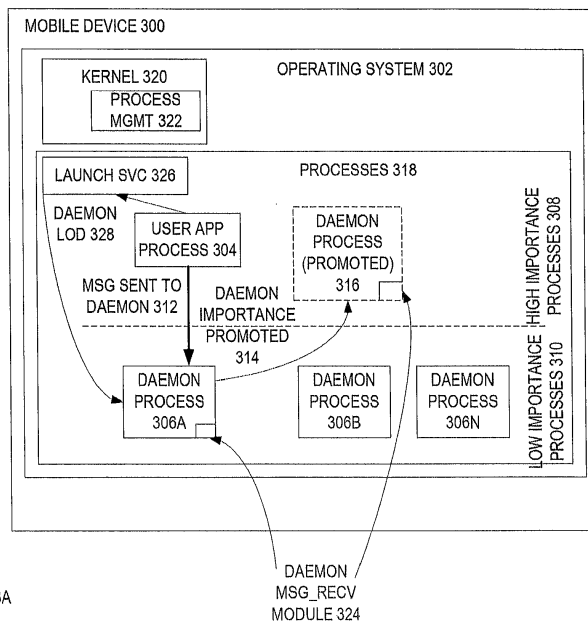 MOBILE DEVICE 300
OPERATING SYSTEM 302
KERNEL 320
PROCESS
MGMT 322
LAUNCH SVC 326
PROCESSES 318
DAEMON
LOD 328
USER APP
PROCESS 304
DAEMON
PROCESS
(PROMOTED)
316
MSG SENT TO
DAEMON 312
DAEMON
IMPORTANCE
PROMOTED
314
HIGH IMPORTANCE
PROCESSES 308
DAEMON
PROCESS
306A
DAEMON
PROCESS
306B
DAEMON
PROCESS
306N
LOW IMPORTANCE
PROCESSES 310
DAEMON
MSG_RECV
MODULE 324